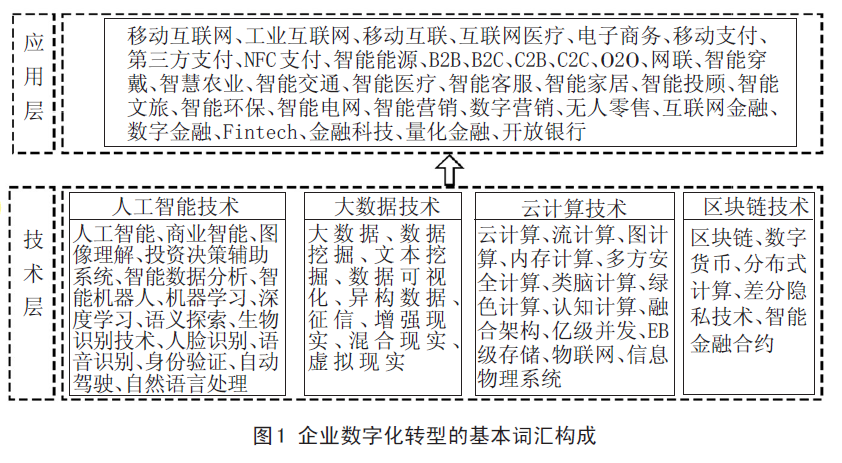 应用层
移动互联网、工业互联网、移动互联、互联网医疗、电子商务、移动支付、
第三方支付、NFC支付、智能能源、B2B、B2C、C2B、C2C、O2O、网联、智能穿
戴、智慧农业、智能交通、智能医疗、智能客服、智能家居、智能投顾、智能
文旅、智能环保、智能电网、智能营销、数字营销、无人零售、互联网金融、
数字金融、Fintech、金融科技、量化金融、开放银行
技术层
人工智能技术
人工智能、商业智能、图
像理解、投资决策辅助
系统、智能数据分析、智
能机器人、机器学习、深
度学习、语义探索、生物
识别技术、人脸识别、语
音识别、身份验证、自动
驾驶、自然语言处理
大数据技术
大数据、数据
挖掘、文本挖
掘、数据可视
化、异构数据、
征信、增强现
实、混合现实、
虚拟现实
云计算技术
云计算、流计算、图计
算、内存计算、多方安
全计算、类脑计算、绿
色计算、认知计算、融
合架构、亿级并发、EB
级存储、物联网、信息
物理系统
区块链技术
区块链、数字
货币、分布式
计算、差分隐
私技术、智能
金融合约
图1 企业数字化转型的基本词汇构成